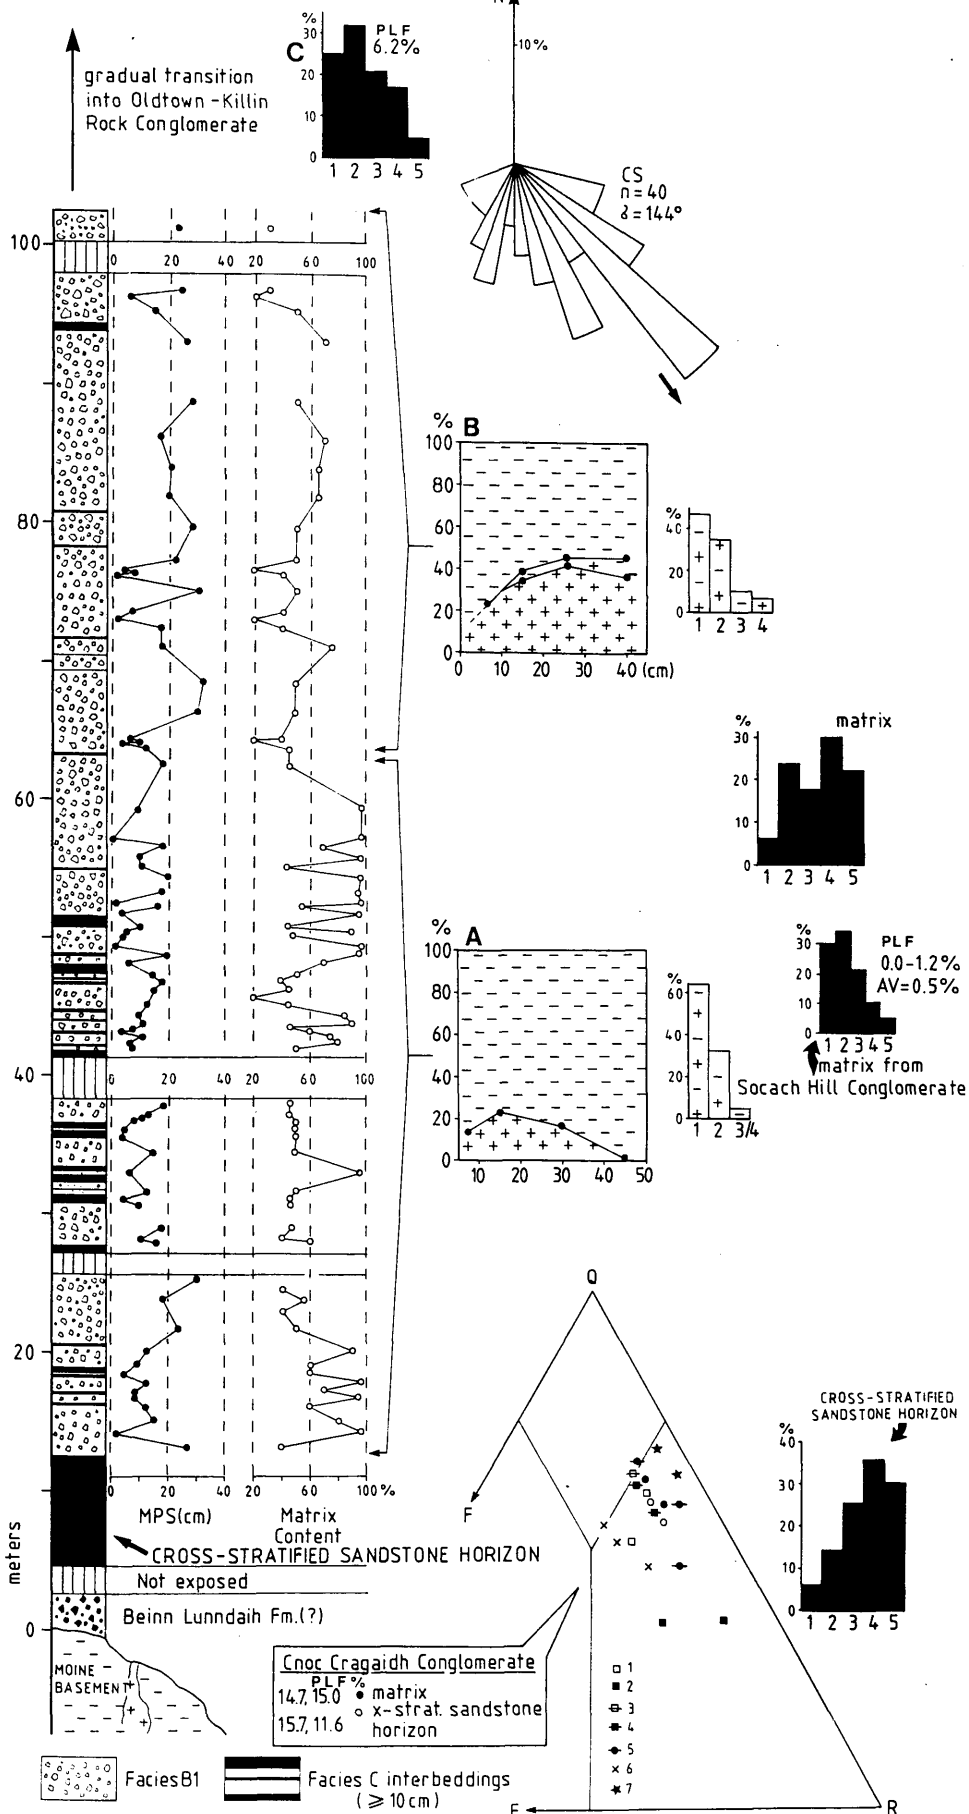 N
10%
C
%
30
20
10
0
PLF
6.2%
1 2 3 4 5
gradual transition
into Oldtown-Killin
Rock Conglomerate
CS
n=40
ẍ=144°
100
0 20 40 20 60 100
80
60
40
0 20 40 20 60 100
20
0 20 40 20 60 100 %
MPS(cm)
Matrix
Content
meters
0
B
%
100
80
60
40
20
0
0 10 20 30 40 (cm)
%
40
20
0
1 2 3 4
%
30
20
10
0
matrix
1 2 3 4 5
A
%
100
80
60
40
20
0
10 20 30 40 50
%
60
40
20
0
1 2 3/4
%
30
20
10
0
PLF
0.0-1.2%
AV=0.5%
1 2 3 4 5
matrix from
Socach Hill Conglomerate
CROSS-STRATIFIED SANDSTONE HORIZON
Not exposed
Beinn Lunndaih Fm.(?)
MOINE
BASEMENT
Q
F
F
R
CROSS-STRATIFIED
SANDSTONE HORIZON
%
40
30
20
10
0
1 2 3 4 5
Cnoc Cragaidh Conglomerate
PLF%
14.7, 15.0 matrix
15.7, 11.6 x-strat. sandstone
horizon
1
2
3
4
5
6
7
Facies B1
Facies C interbeddings
(≥10cm)